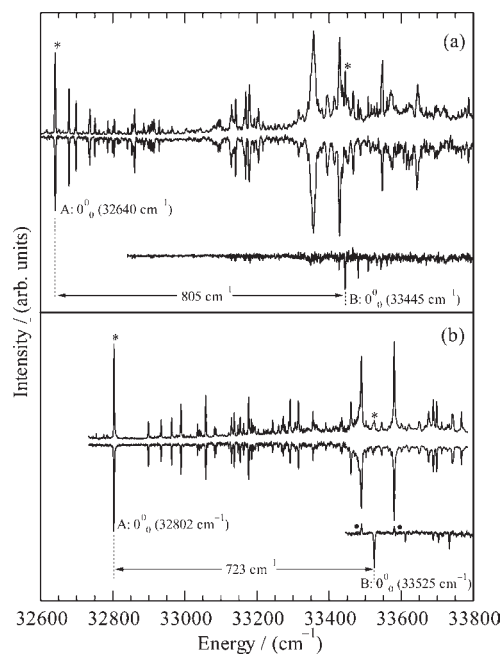 (a)
*
*
A: 0⁰₀ (32640 cm⁻¹)
805 cm⁻¹
B: 0⁰₀ (33445 cm⁻¹)
Intensity / (arb. units)
(b)
*
*
A: 0⁰₀ (32802 cm⁻¹)
723 cm⁻¹
B: 0⁰₀ (33525 cm⁻¹)
32600 32800 33000 33200 33400 33600 33800
Energy / (cm⁻¹)